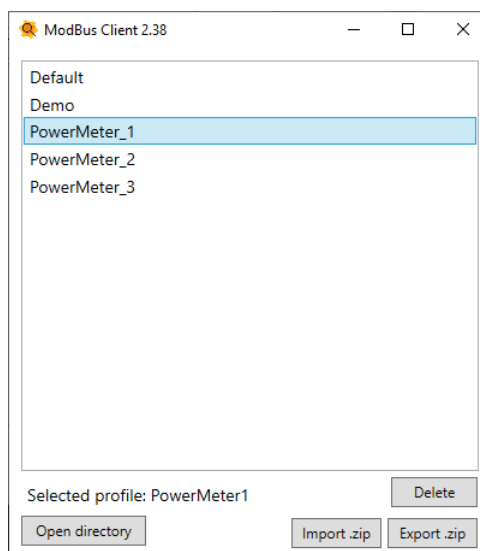 ModBus Client 2.38
Default
Demo
PowerMeter_1
PowerMeter_2
PowerMeter_3
Selected profile: PowerMeter1
Delete
Open directory
Import .zip
Export .zip